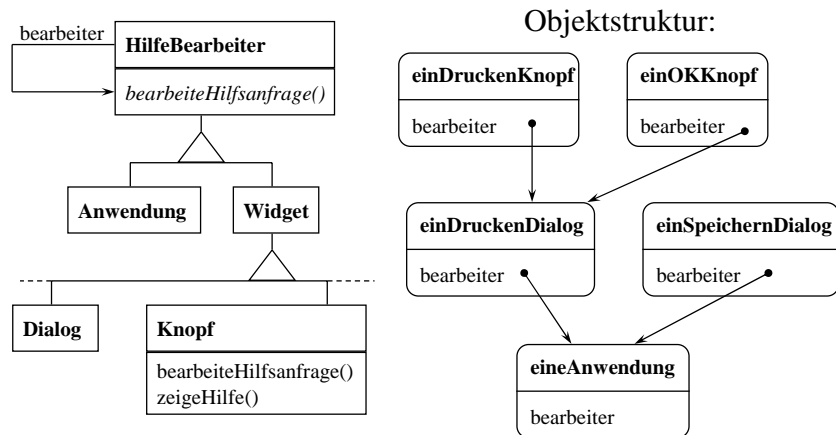 bearbeiter
HilfeBearbeiter
bearbeiteHilfsanfrage()
Anwendung
Widget
Dialog
Knopf
bearbeiteHilfsanfrage()
zeigeHilfe()
Objektstruktur:
einDruckenKnopf
bearbeiter
einOKKnopf
bearbeiter
einDruckenDialog
bearbeiter
einSpeichernDialog
bearbeiter
eineAnwendung
bearbeiter